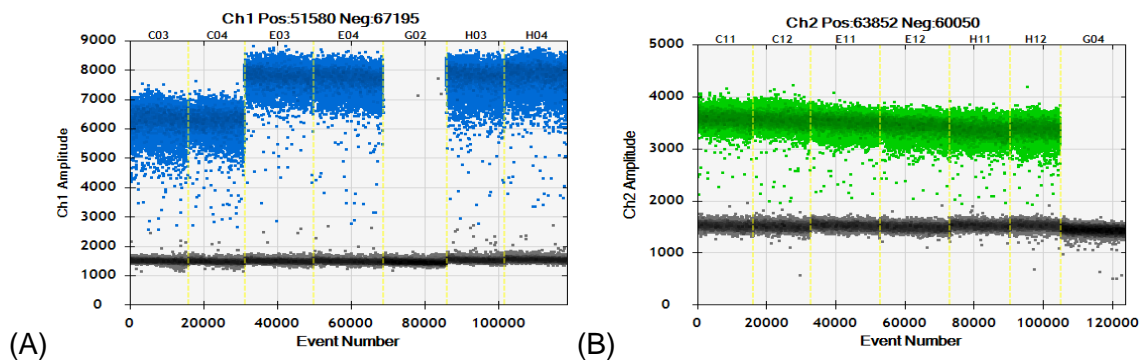 Ch1 Pos:51580 Neg:67195
C03 C04 E03 E04 G02 H03 H04
9000
8000
7000
6000
5000
4000
3000
2000
1000
0
Ch1 Amplitude
0 20000 40000 60000 80000 100000
Event Number
(A)
Ch2 Pos:63852 Neg:60050
C11 C12 E11 E12 H11 H12 G04
5000
4000
3000
2000
1000
0
Ch2 Amplitude
0 20000 40000 60000 80000 100000 120000
Event Number
(B)